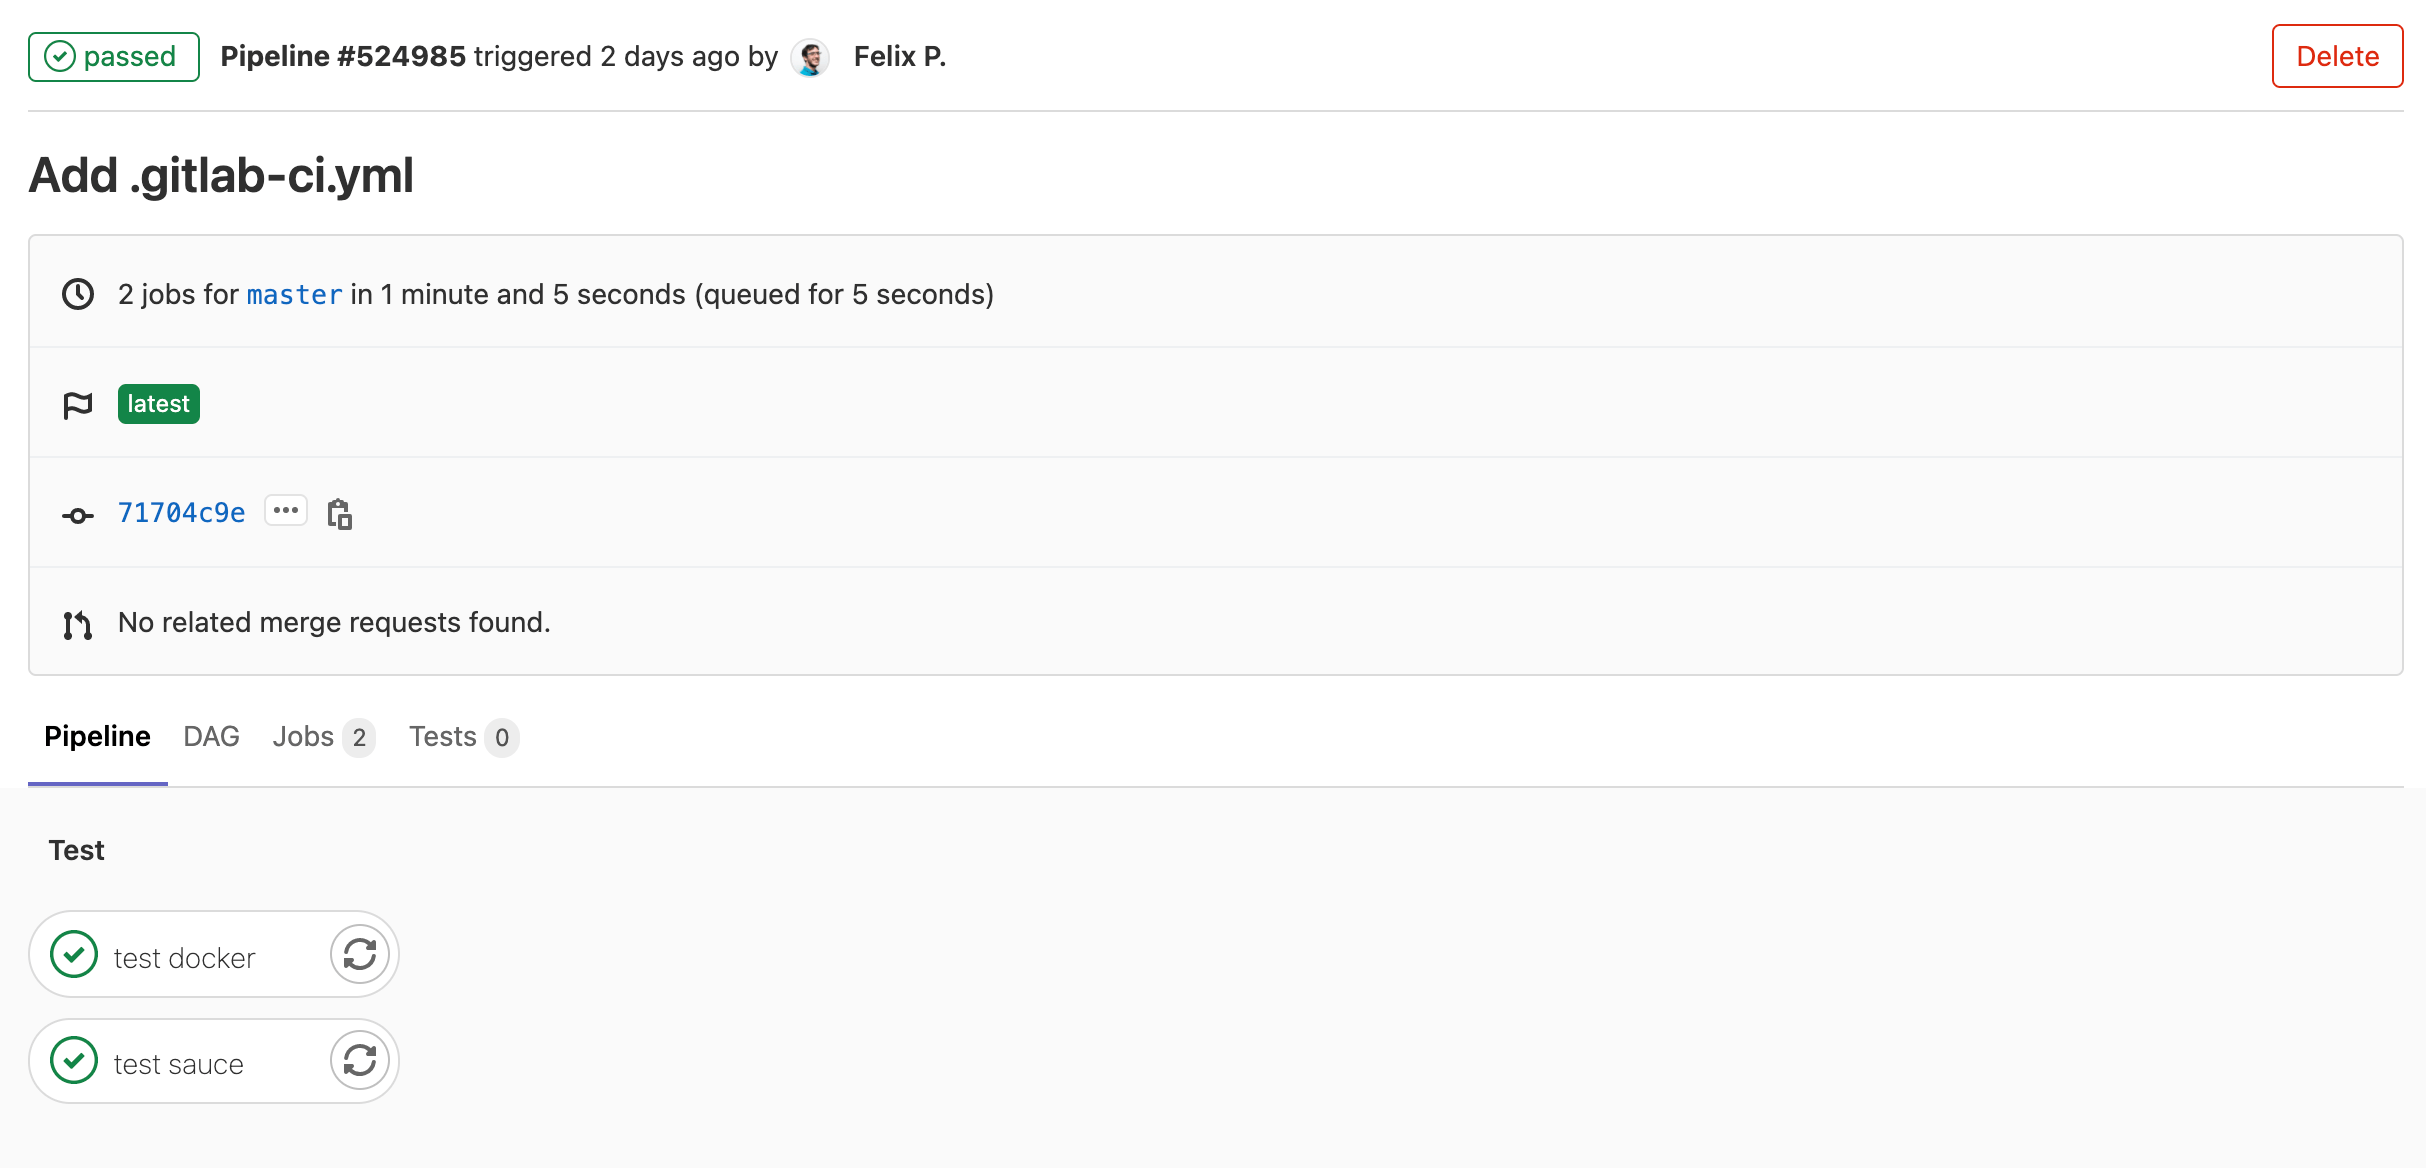 passed Pipeline #524985 triggered 2 days ago by Felix P. Delete
Add .gitlab-ci.yml
2 jobs for master in 1 minute and 5 seconds (queued for 5 seconds)
latest
71704c9e
No related merge requests found.
Pipeline DAG Jobs 2 Tests 0
Test
test docker
test sauce